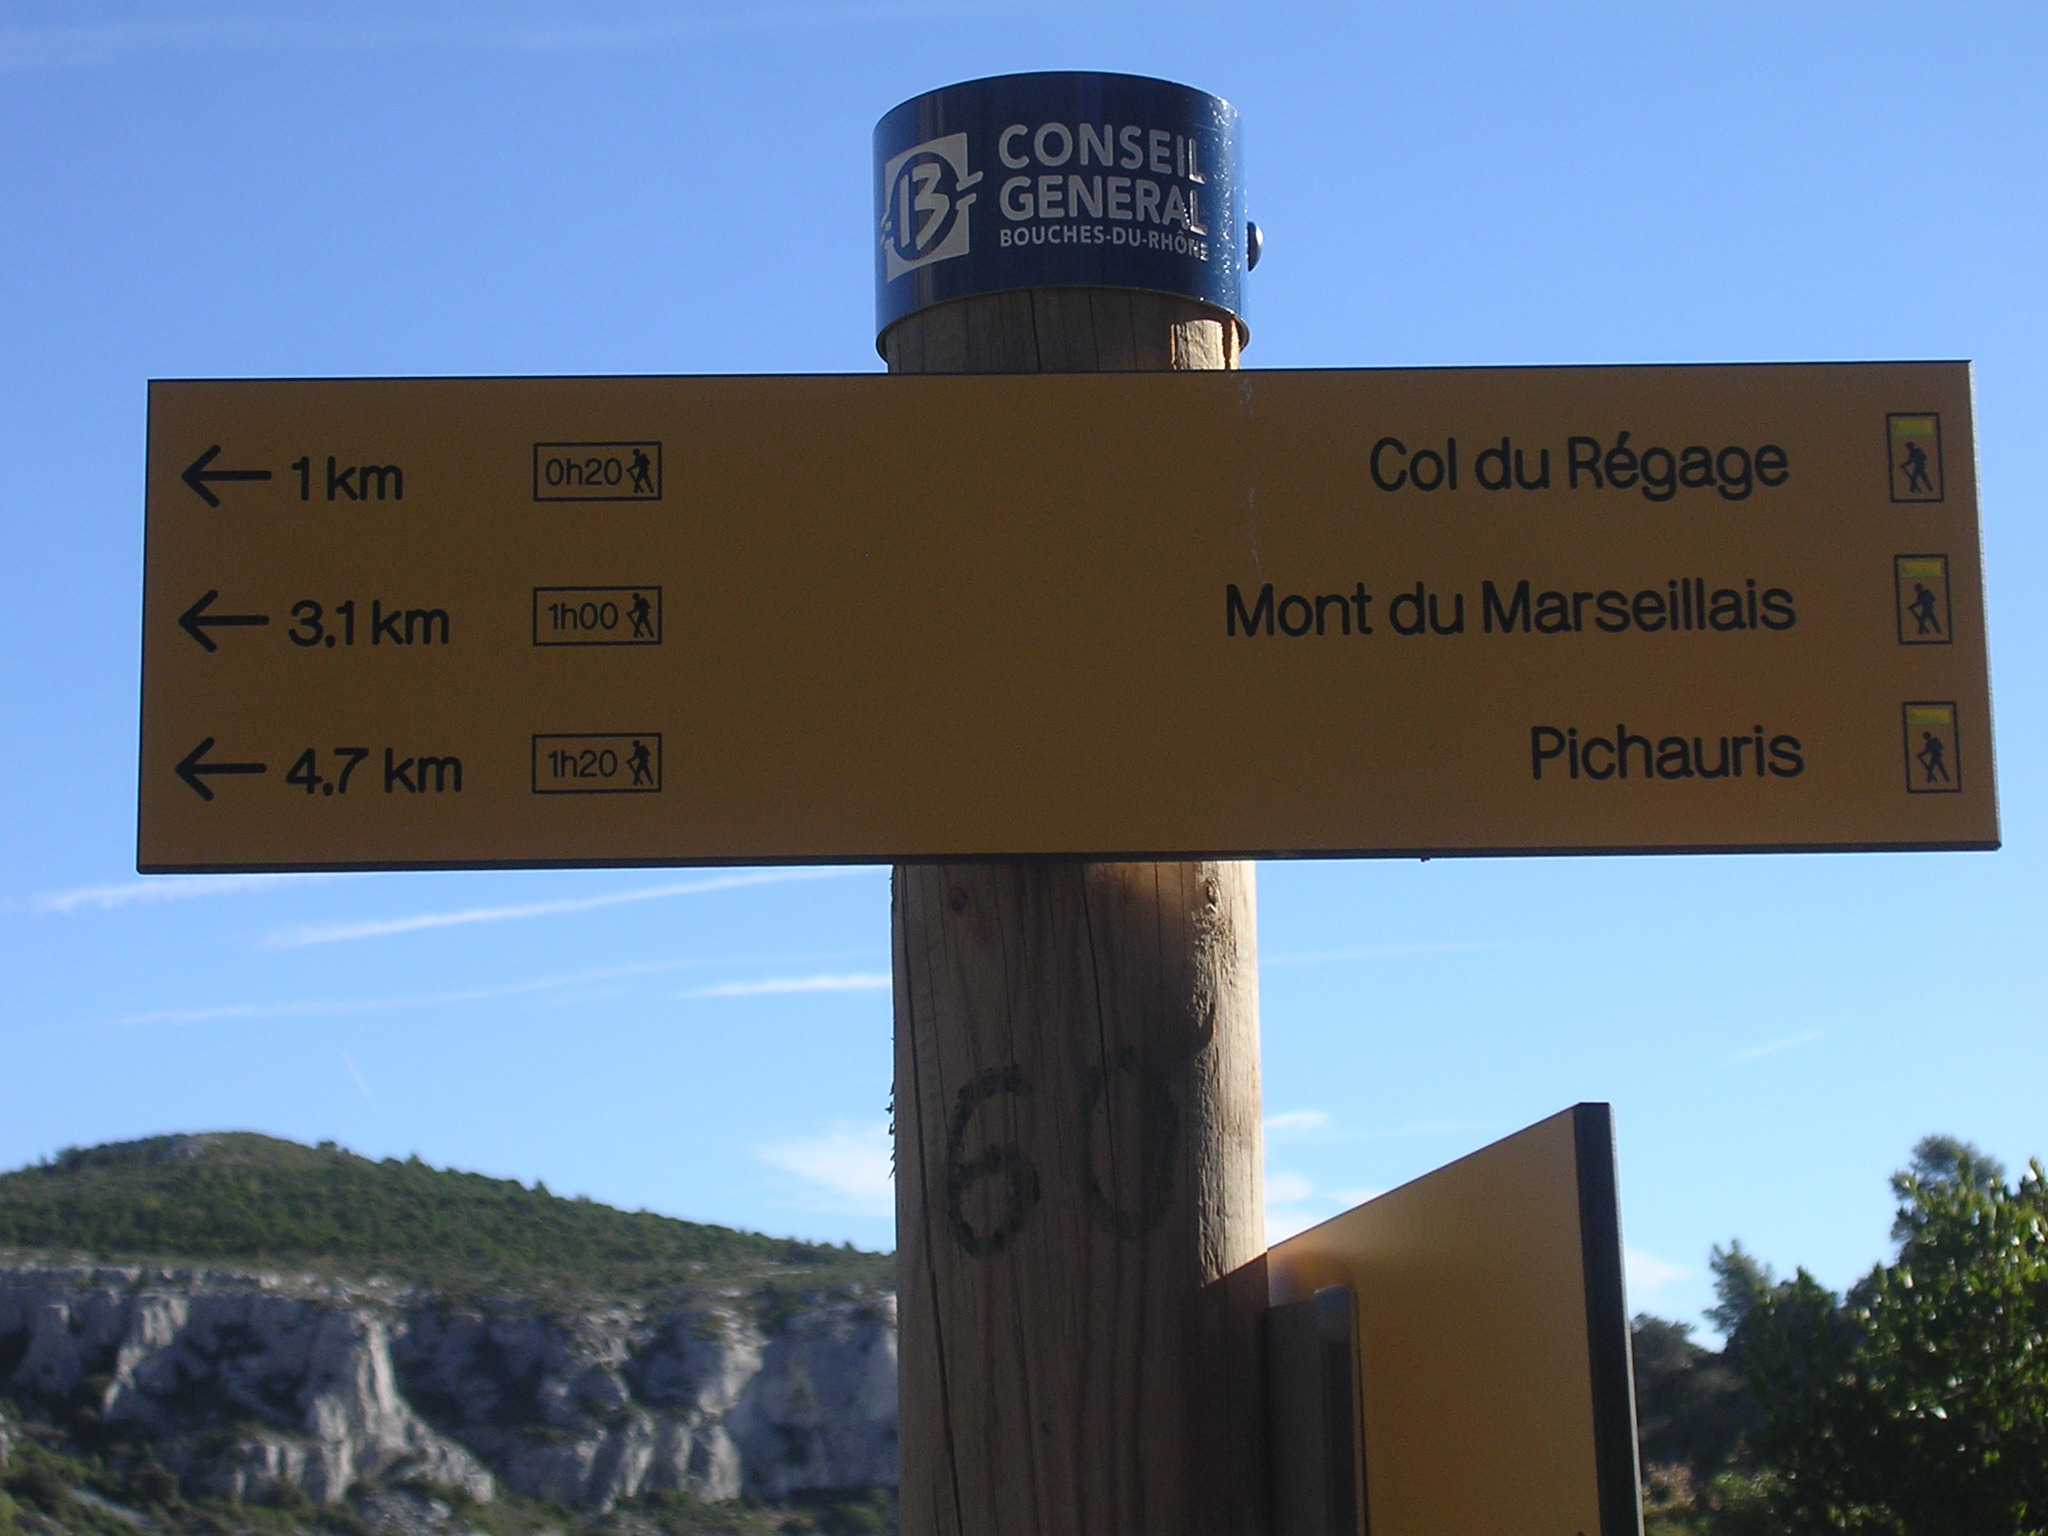 13 CONSEIL
GENERAL
BOUCHES-DU-RHÔNE
← 1 km 0h20 Col du Régage
← 3,1 km 1h00 Mont du Marseillais
← 4,7 km 1h20 Pichauris
60